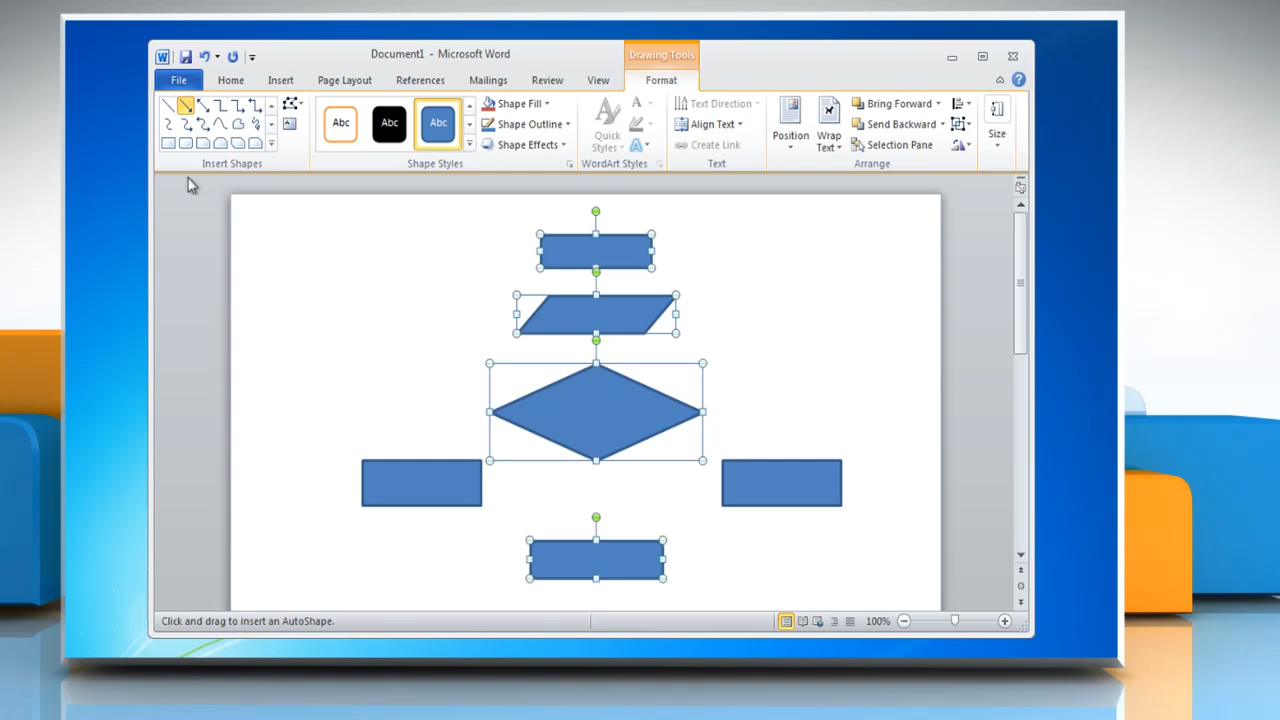 Document1 - Microsoft Word
Drawing Tools
File Home Insert Page Layout References Mailings Review View Format
Abc Abc Abc
Shape Fill
Shape Outline
Shape Effects
Quick
Styles
A
A
A
Text Direction
Align Text
Create Link
Position
Wrap
Text
Bring Forward
Send Backward
Selection Pane
Size
Insert Shapes Shape Styles WordArt Styles Text Arrange
Click and drag to insert an AutoShape. 100%